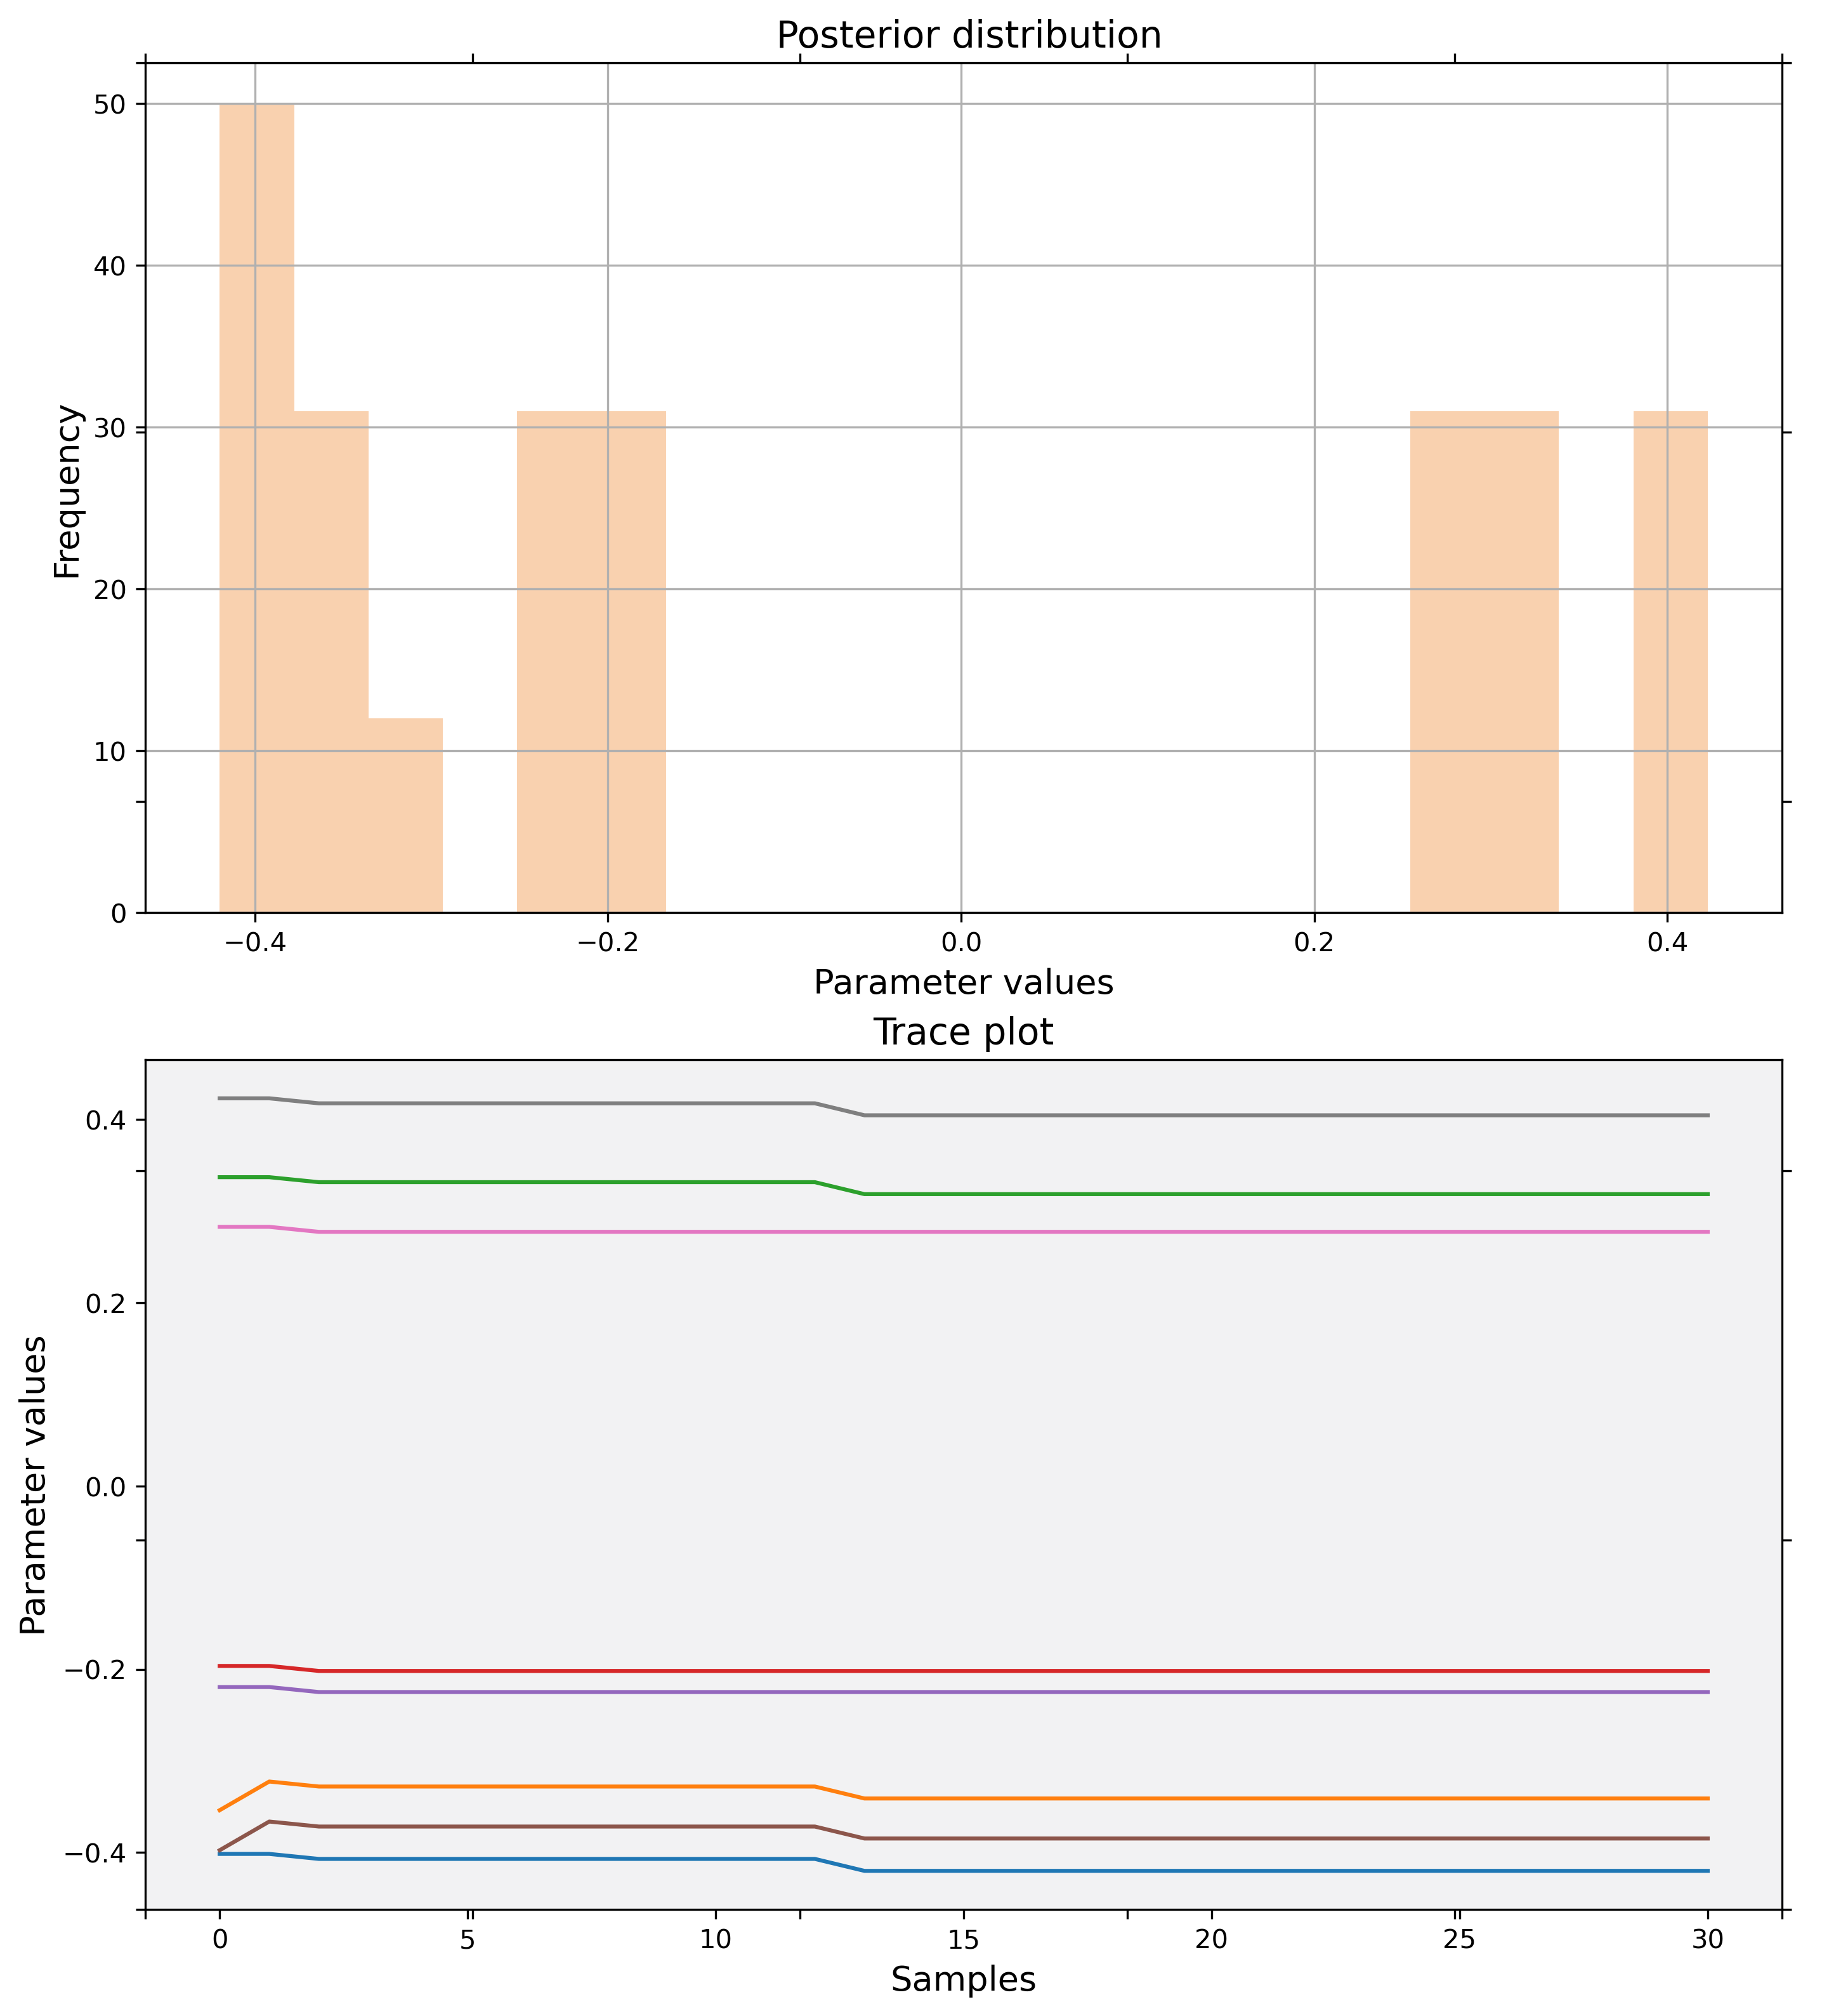 Posterior distribution
50
40
30
20
10
0
Frequency
−0.4 −0.2 0.0 0.2 0.4
Parameter values
Trace plot
0.4
0.2
0.0
−0.2
−0.4
Parameter values
0 5 10 15 20 25 30
Samples